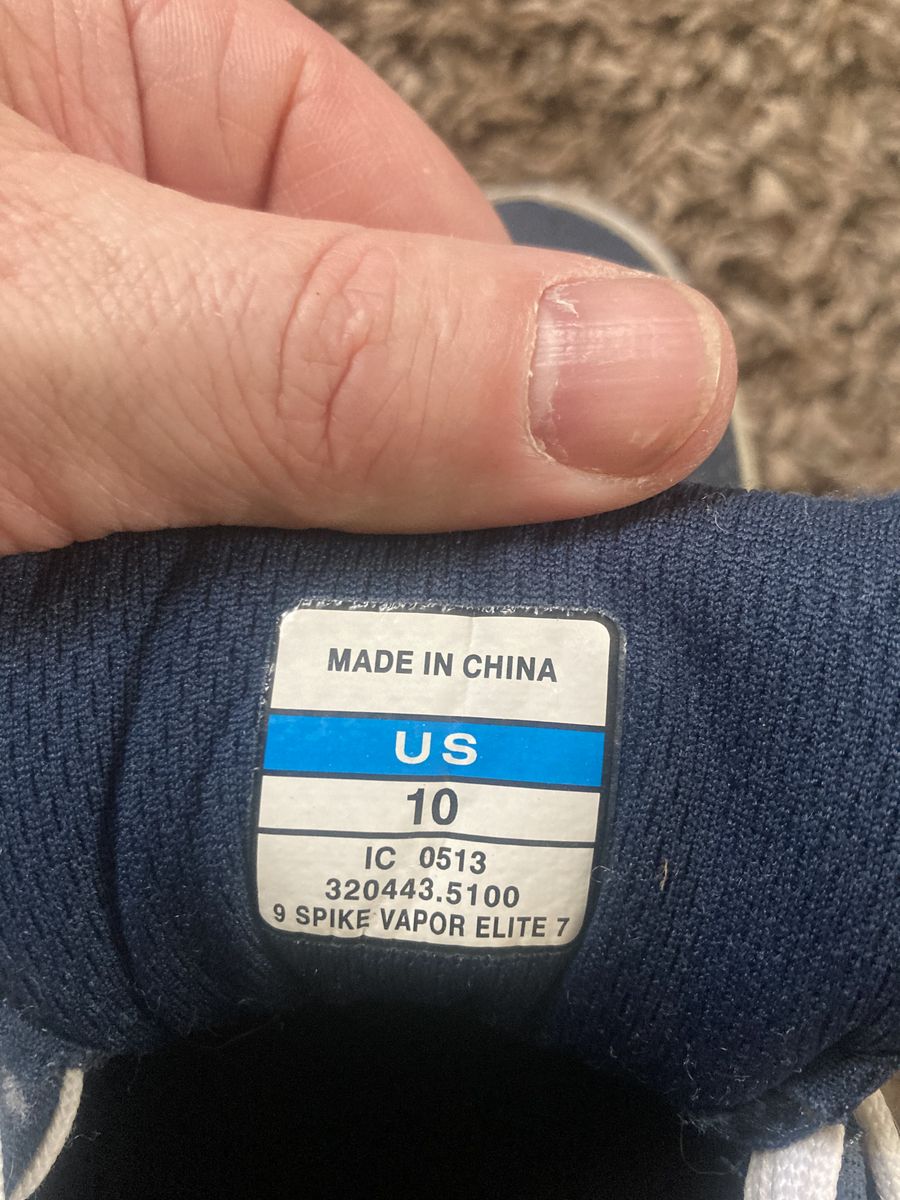 MADE IN CHINA
US
10
IC 0513
320443.5100
9 SPIKE VAPOR ELITE 7